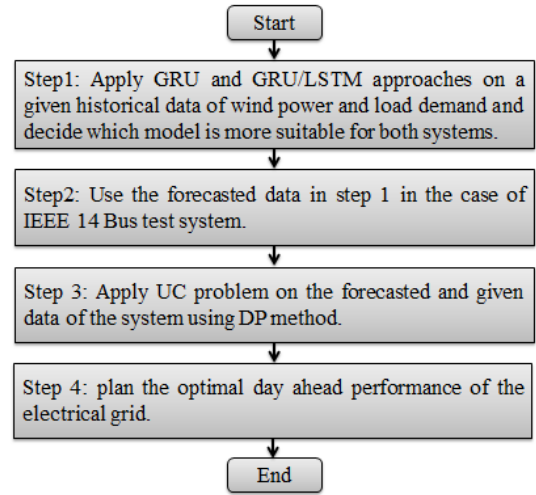 Start
Step1: Apply GRU and GRU/LSTM approaches on a
given historical data of wind power and load demand and
decide which model is more suitable for both systems.
Step2: Use the forecasted data in step 1 in the case of
IEEE 14 Bus test system.
Step 3: Apply UC problem on the forecasted and given
data of the system using DP method.
Step 4: plan the optimal day ahead performance of the
electrical grid.
End